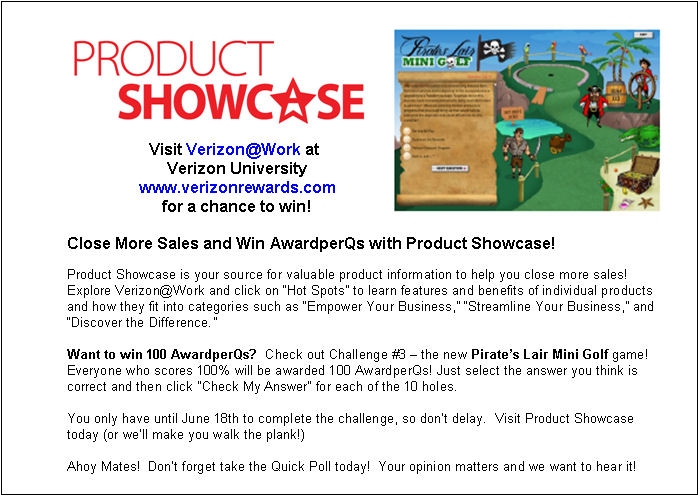 PRODUCT
SHOWCASE
Pirates Lair
MINI GOLF
Visit Verizon@Work at
Verizon University
www.verizonrewards.com
for a chance to win!
Close More Sales and Win AwardperQs with Product Showcase!
Product Showcase is your source for valuable product information to help you close more sales!
Explore Verizon@Work and click on "Hot Spots" to learn features and benefits of individual products
and how they fit into categories such as "Empower Your Business," "Streamline Your Business," and
"Discover the Difference."
Want to win 100 AwardperQs? Check out Challenge #3 – the new Pirate's Lair Mini Golf game!
Everyone who scores 100% will be awarded 100 AwardperQs! Just select the answer you think is
correct and then click "Check My Answer" for each of the 10 holes.
You only have until June 18th to complete the challenge, so don't delay. Visit Product Showcase
today (or we'll make you walk the plank!)
Ahoy Mates! Don't forget take the Quick Poll today! Your opinion matters and we want to hear it!